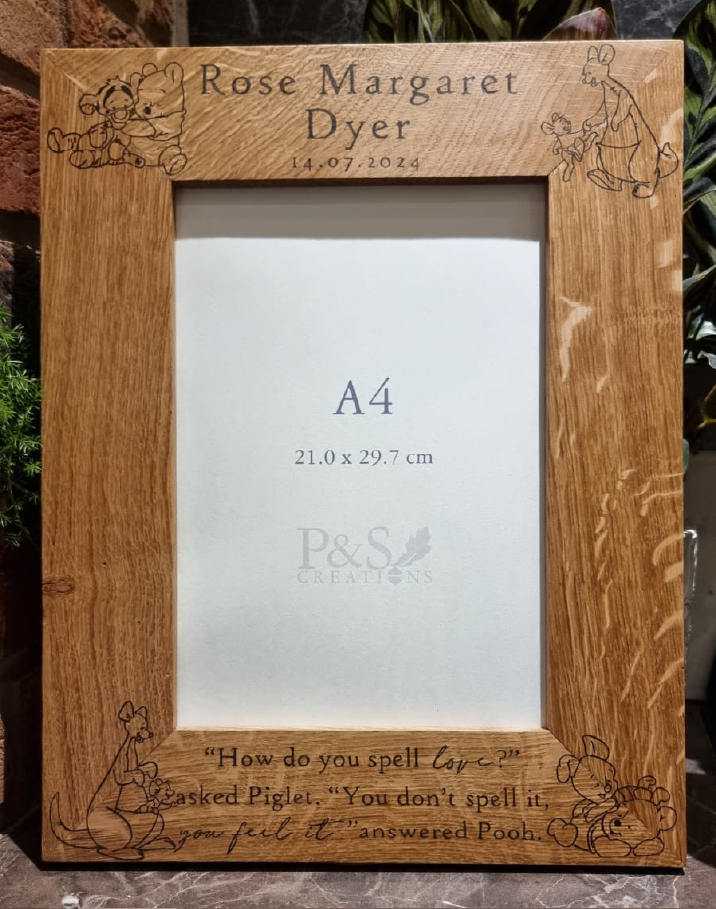 Rose Margaret
Dyer
14.07.2024
A4
21.0 x 29.7 cm
P&S
CREATIONS
“How do you spell love?”
asked Piglet. “You don’t spell it,
you feel it.” answered Pooh.